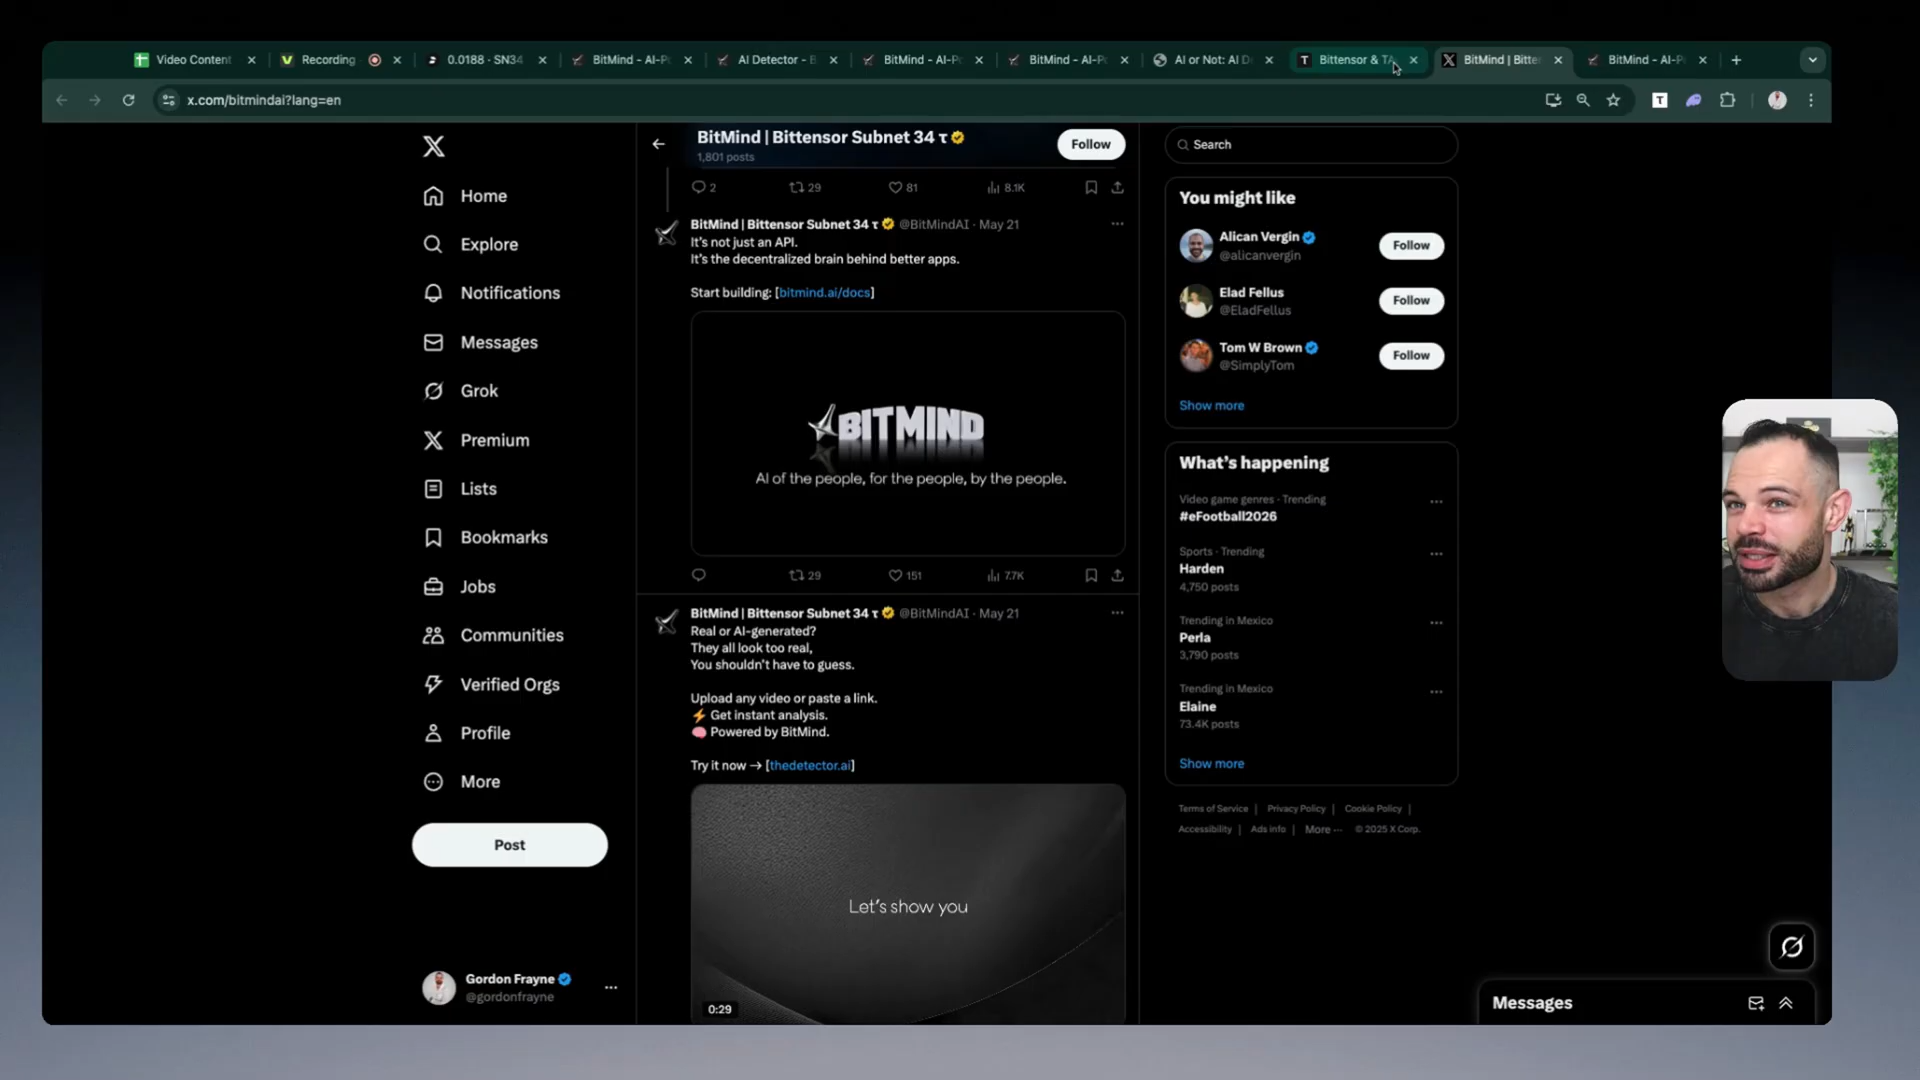 Video Content
Recording
0.0188 · SN34
BitMind - AI-P
AI Detector - B
BitMind - AI-P
BitMind - AI-P
AI or Not: AI D
Bittensor & TA
BitMind | Bitte
BitMind - AI-P
x.com/bitmindai?lang=en
Home
Explore
Notifications
Messages
Grok
Premium
Lists
Bookmarks
Jobs
Communities
Verified Orgs
Profile
More
Post
Gordon Frayne
@gordonfrayne
BitMind | Bittensor Subnet 34 τ
1,801 posts
Follow
2 29 81 8.1K
BitMind | Bittensor Subnet 34 τ @BitMindAI · May 21
It's not just an API.
It's the decentralized brain behind better apps.
Start building: [bitmind.ai/docs]
BITMIND
AI of the people, for the people, by the people.
29 151 7.7K
BitMind | Bittensor Subnet 34 τ @BitMindAI · May 21
Real or AI-generated?
They all look too real,
You shouldn't have to guess.
Upload any video or paste a link.
⚡ Get instant analysis.
🧠 Powered by BitMind.
Try it now → [thedetector.ai]
Let's show you
0:29
Search
You might like
Alican Vergin
@alicanvergin
Follow
Elad Fellus
@EladFellus
Follow
Tom W Brown
@SimplyTom
Follow
Show more
What's happening
Video game genres · Trending
#eFootball2026
Sports · Trending
Harden
4,750 posts
Trending in Mexico
Perla
3,790 posts
Trending in Mexico
Elaine
73.4K posts
Show more
Terms of Service | Privacy Policy | Cookie Policy |
Accessibility | Ads info | More ··· © 2025 X Corp.
Messages